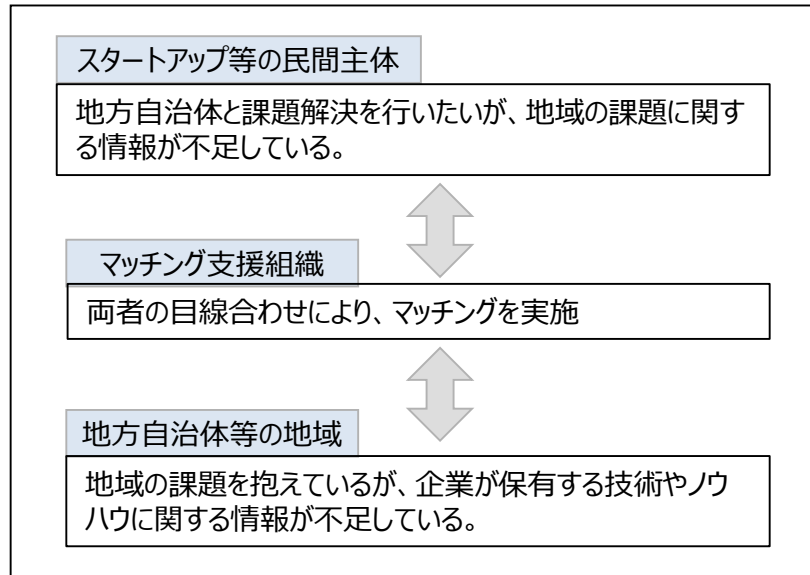 スタートアップ等の民間主体
地方自治体と課題解決を行いたいが、地域の課題に関す
る情報が不足している。
マッチング支援組織
両者の目線合わせにより、マッチングを実施
地方自治体等の地域
地域の課題を抱えているが、企業が保有する技術やノウ
ハウに関する情報が不足している。